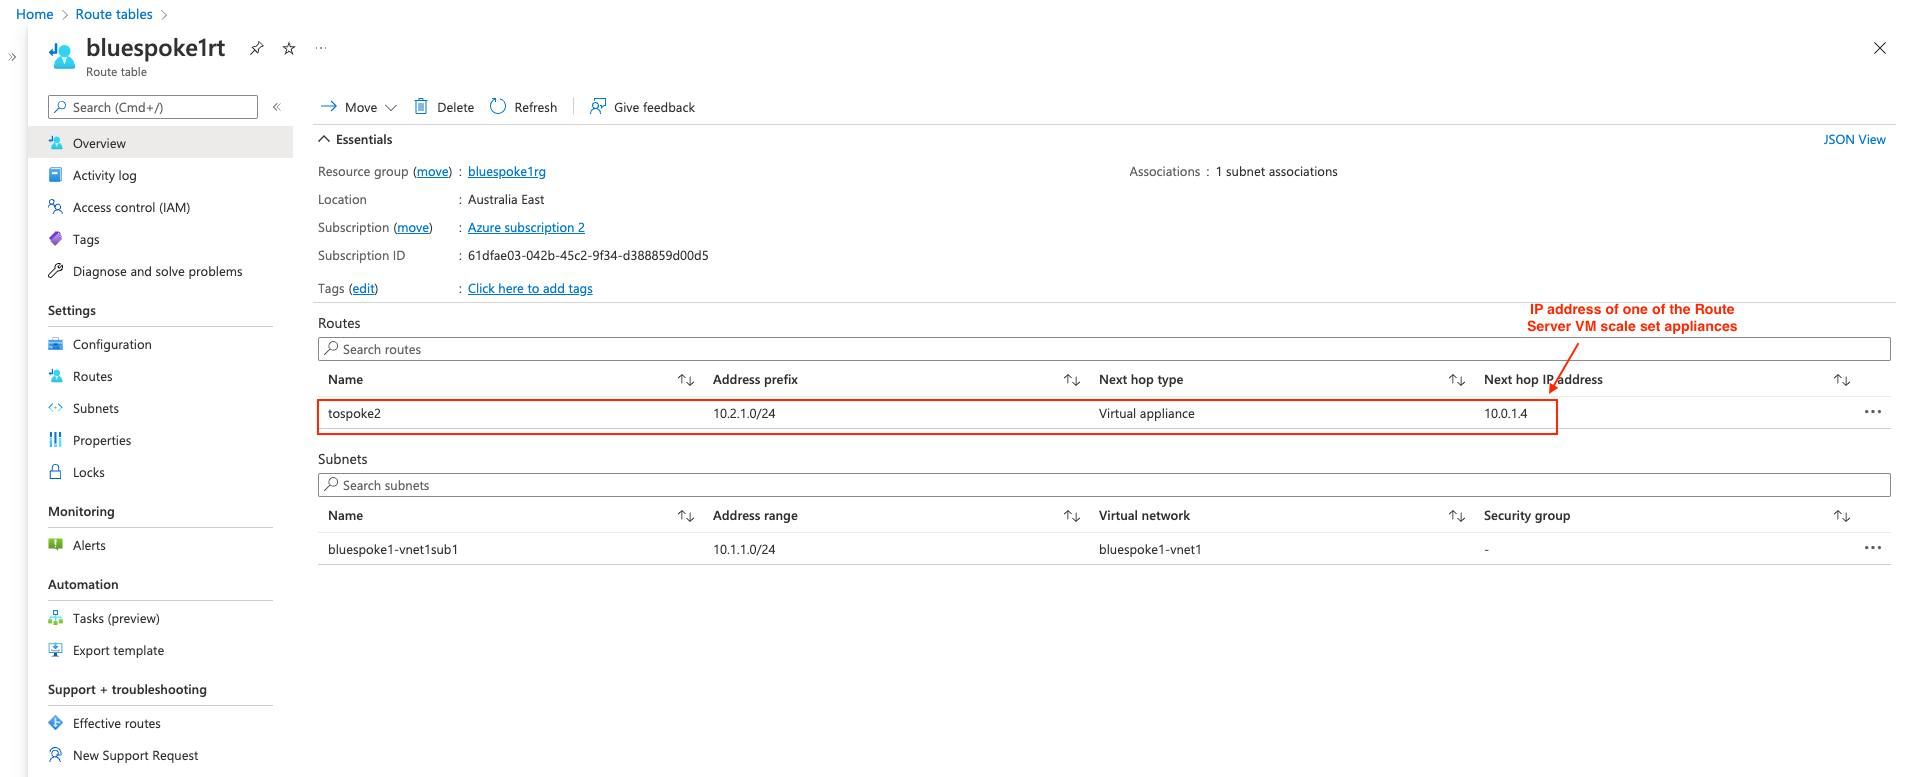 Home > Route tables >
bluespoke1rt
Route table
Search (Cmd+/)
Move
Delete
Refresh
Give feedback
Overview
Activity log
Access control (IAM)
Tags
Diagnose and solve problems
Settings
Configuration
Routes
Subnets
Properties
Locks
Monitoring
Alerts
Automation
Tasks (preview)
Export template
Support + troubleshooting
Effective routes
New Support Request
Essentials
JSON View
Resource group (move) : bluespoke1rg
Associations : 1 subnet associations
Location : Australia East
Subscription (move) : Azure subscription 2
Subscription ID : 61dfae03-042b-45c2-9f34-d388859d00d5
Tags (edit) : Click here to add tags
IP address of one of the Route
Server VM scale set appliances
Routes
Search routes
Name Address prefix Next hop type Next hop IP address
tospoke2 10.2.1.0/24 Virtual appliance 10.0.1.4
Subnets
Search subnets
Name Address range Virtual network Security group
bluespoke1-vnet1sub1 10.1.1.0/24 bluespoke1-vnet1 -